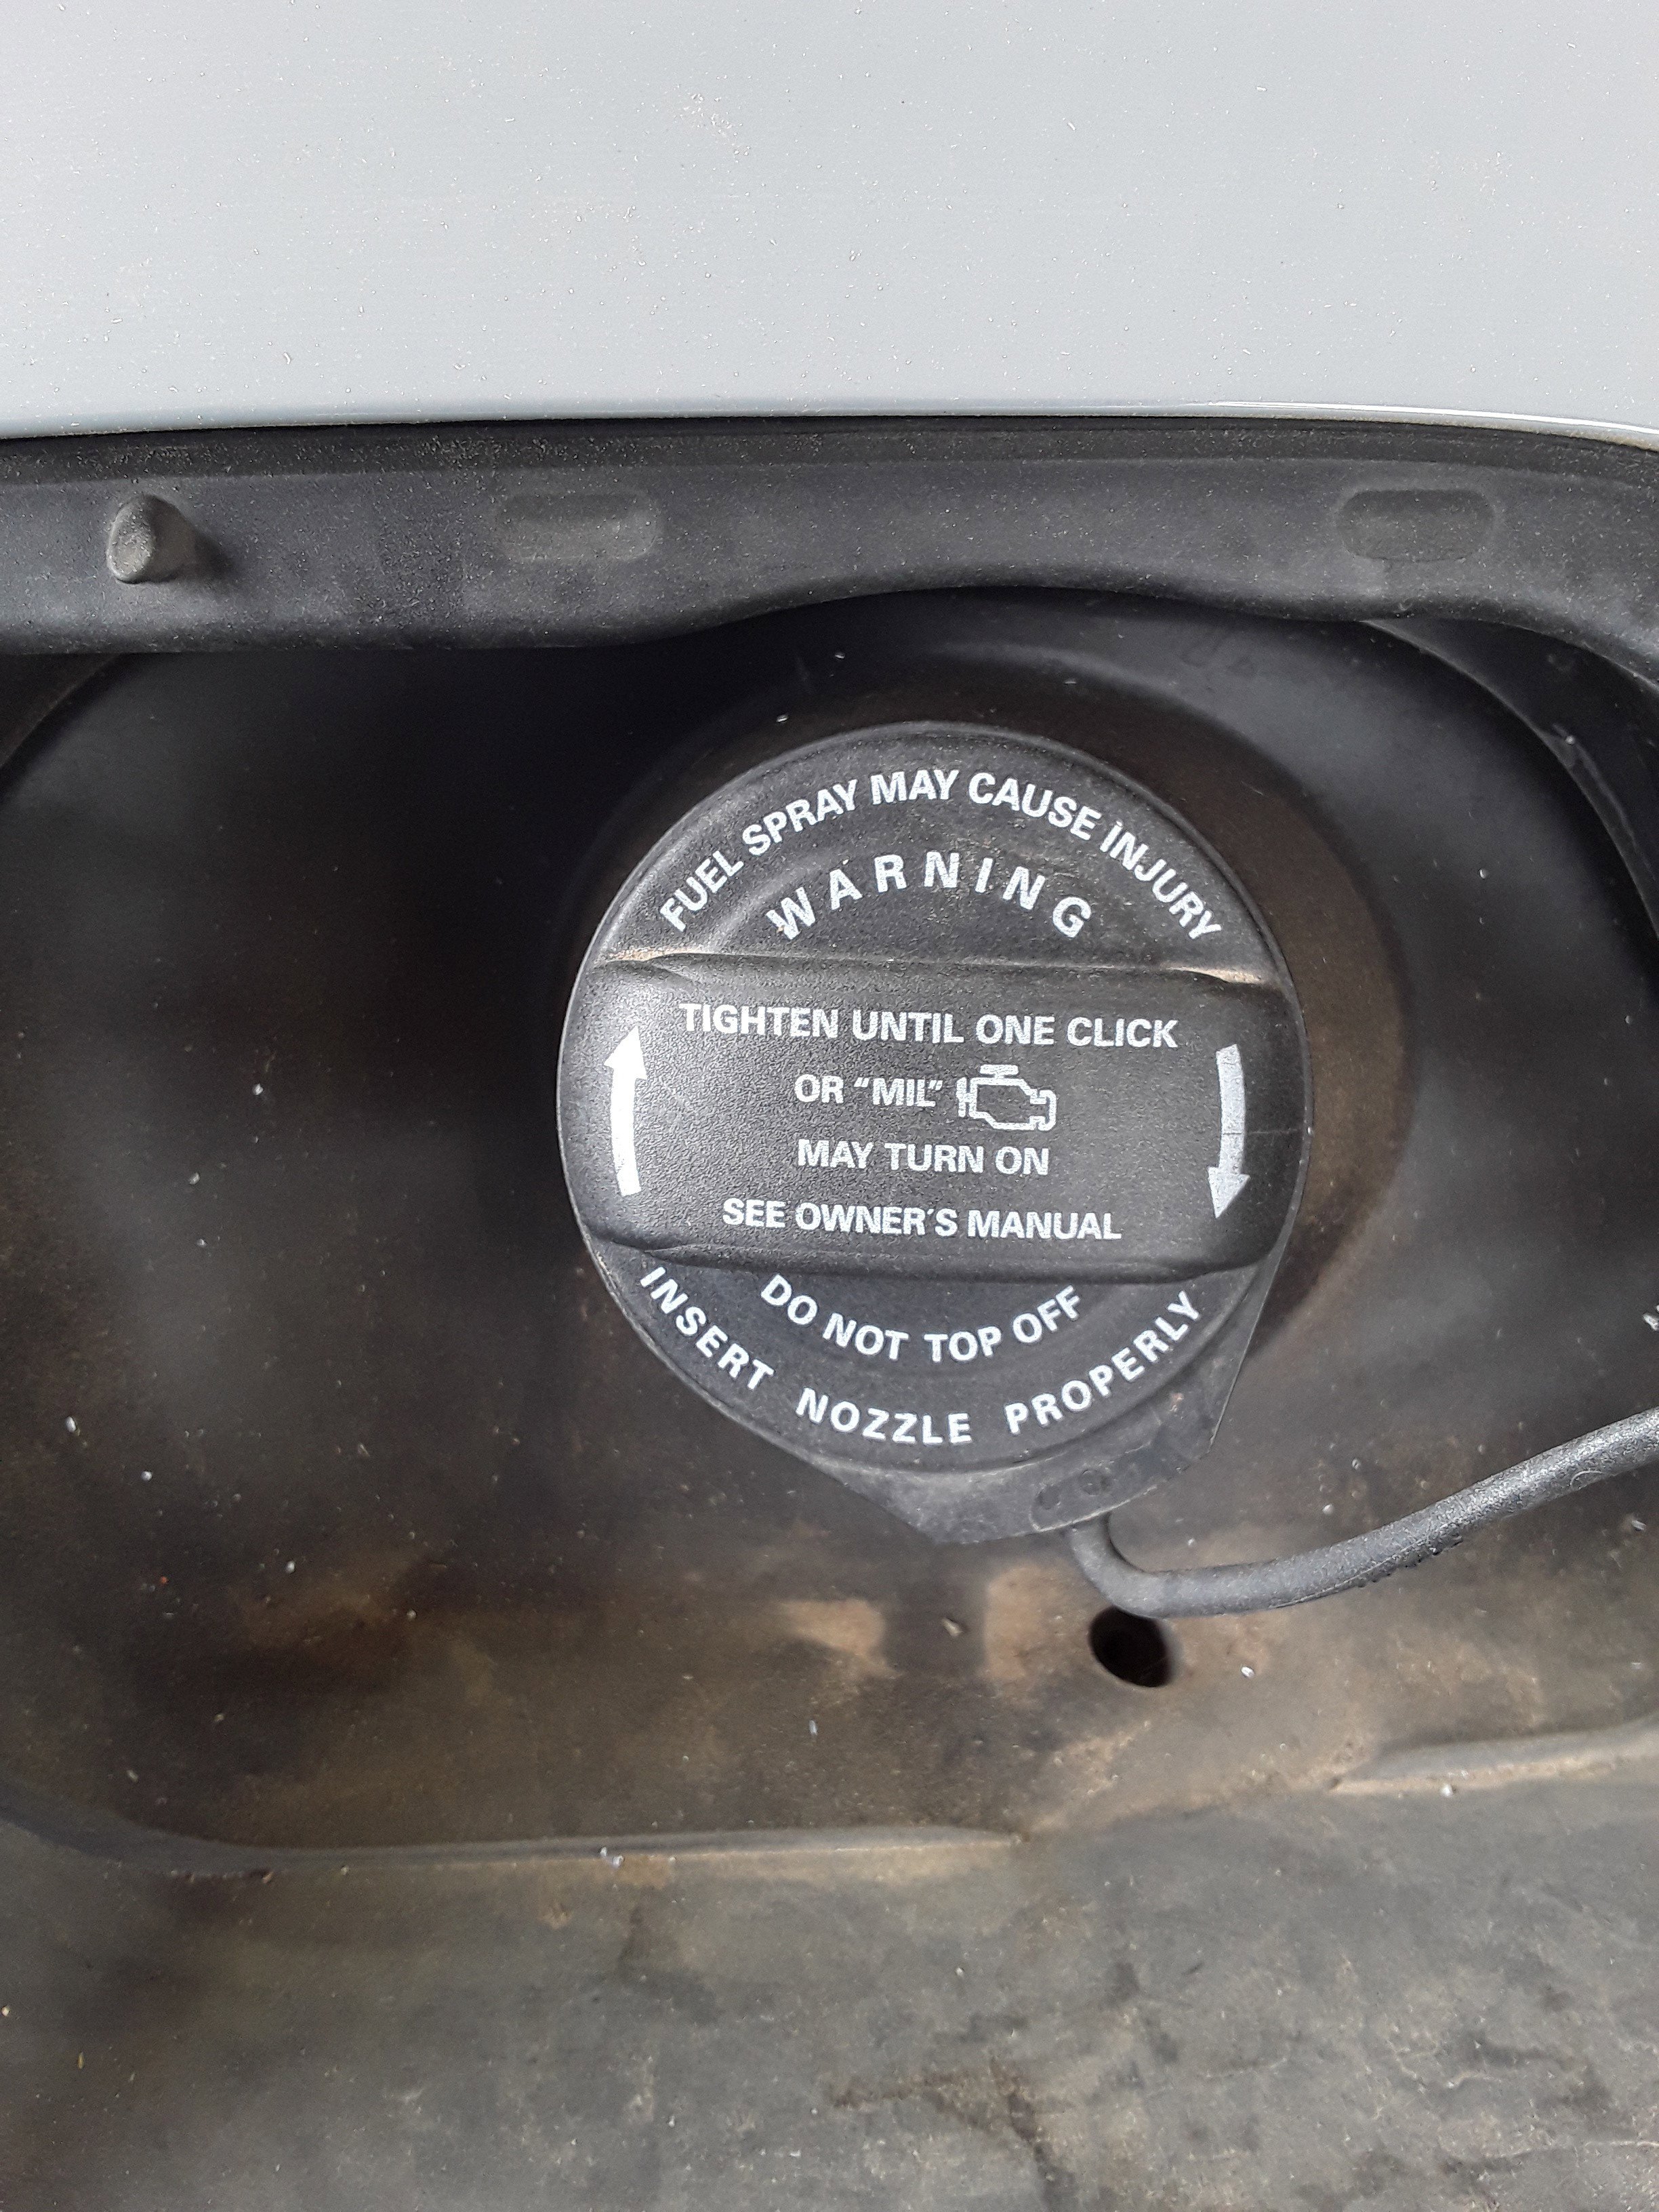 FUEL SPRAY MAY CAUSE INJURY
WARNING
TIGHTEN UNTIL ONE CLICK
OR “MIL”
MAY TURN ON
SEE OWNER´S MANUAL
DO NOT TOP OFF
INSERT NOZZLE PROPERLY